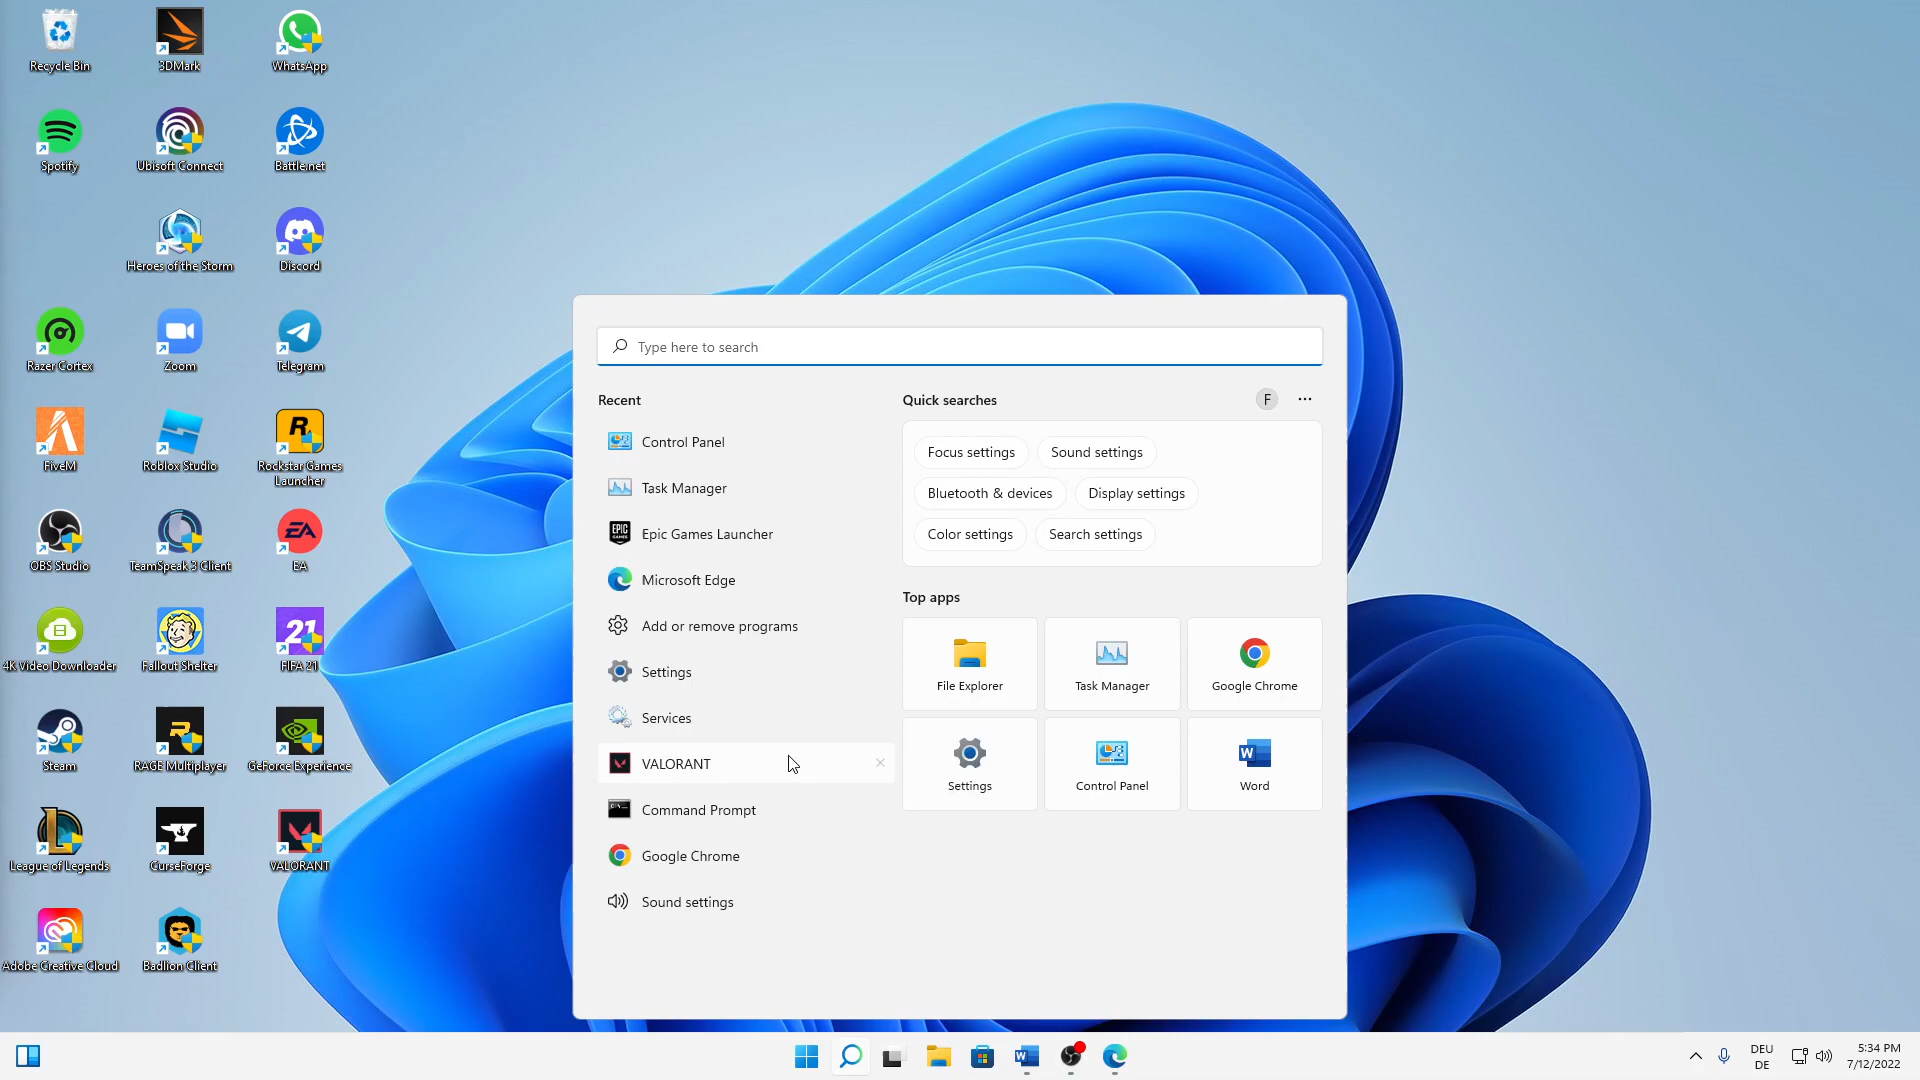 Recycle Bin
3DMark
WhatsApp
Spotify
Ubisoft Connect
Battle.net
Heroes of the Storm
Discord
Razer Cortex
Zoom
Telegram
FiveM
Roblox Studio
Rockstar Games
Launcher
OBS Studio
TeamSpeak 3 Client
EA
EA
4K Video Downloader
Fallout Shelter
21
FIFA 21
Steam
RAGE Multiplayer
GeForce Experience
League of Legends
CurseForge
VALORANT
Adobe Creative Cloud
Badlion Client
Type here to search
Recent
Control Panel
Task Manager
EPIC
GAMES
Epic Games Launcher
Microsoft Edge
Add or remove programs
Settings
Services
VALORANT
Command Prompt
Google Chrome
Sound settings
Quick searches
F
Focus settings
Sound settings
Bluetooth & devices
Display settings
Color settings
Search settings
Top apps
File Explorer
Task Manager
Google Chrome
Settings
Control Panel
W
Word
W
DEU
DE
5:34 PM
7/12/2022